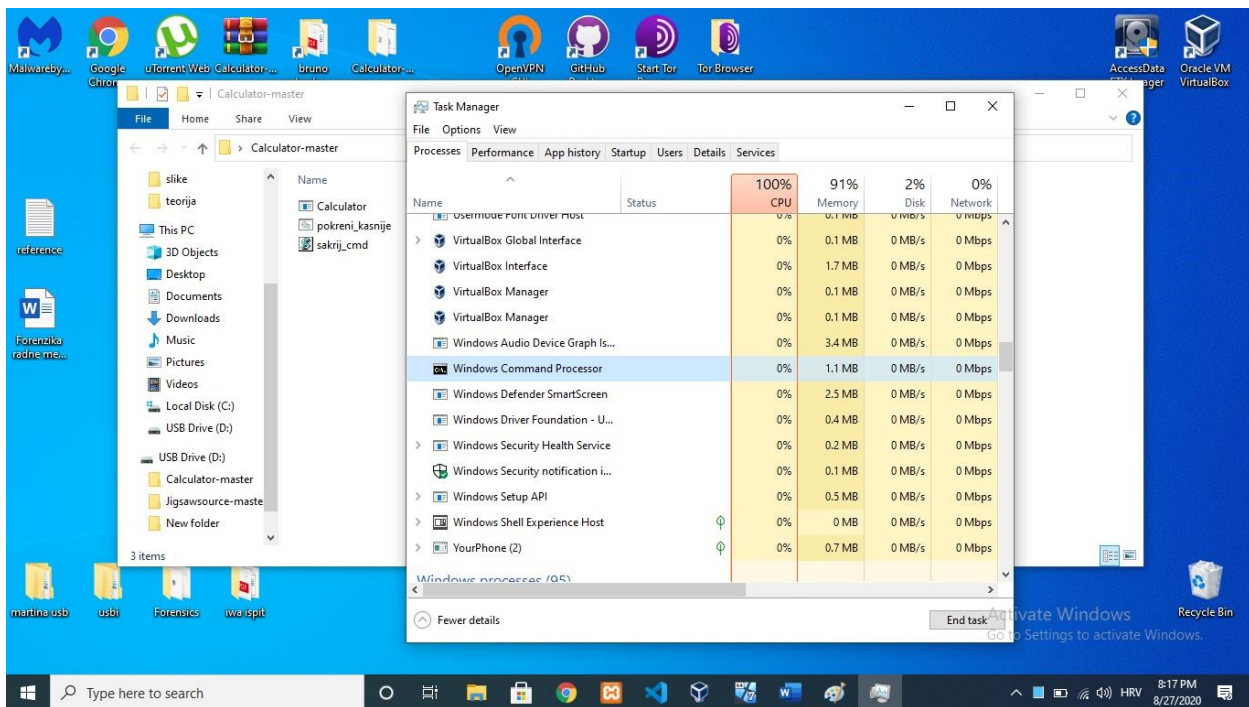 Malwareby...
Google
Chrom
uTorrent Web
Calculator-...
bruno
Calculator-...
OpenVPN
GitHub
Start Tor
Tor Browser
AccessData
Oracle VM
VirtualBox
Calculator-master
File Home Share View
Calculator-master
slike
teorija
This PC
3D Objects
Desktop
Documents
Downloads
Music
Pictures
Videos
Local Disk (C:)
USB Drive (D:)
USB Drive (D:)
Calculator-master
Jigsawsource-maste
New folder
3 items
Name
Calculator
pokreni_kasnije
sakrij_cmd
Task Manager
File Options View
Processes Performance App history Startup Users Details Services
100% 91% 2% 0%
Name Status CPU Memory Disk Network
Usermode Font Driver Host 0% 0.1 MB 0 MB/s 0 Mbps
VirtualBox Global Interface 0% 0.1 MB 0 MB/s 0 Mbps
VirtualBox Interface 0% 1.7 MB 0 MB/s 0 Mbps
VirtualBox Manager 0% 0.1 MB 0 MB/s 0 Mbps
VirtualBox Manager 0% 0.1 MB 0 MB/s 0 Mbps
Windows Audio Device Graph Is... 0% 3.4 MB 0 MB/s 0 Mbps
Windows Command Processor 0% 1.1 MB 0 MB/s 0 Mbps
Windows Defender SmartScreen 0% 2.5 MB 0 MB/s 0 Mbps
Windows Driver Foundation - U... 0% 0.4 MB 0 MB/s 0 Mbps
Windows Security Health Service 0% 0.2 MB 0 MB/s 0 Mbps
Windows Security notification i... 0% 0.1 MB 0 MB/s 0 Mbps
Windows Setup API 0% 0.5 MB 0 MB/s 0 Mbps
Windows Shell Experience Host 0% 0 MB 0 MB/s 0 Mbps
YourPhone (2) 0% 0.7 MB 0 MB/s 0 Mbps
Windows processes (95)
Fewer details
End task
reference
Forenzika
radne me...
martina usb
usbi
Forensics
iwa ispit
Recycle Bin
Activate Windows
Go to Settings to activate Windows.
Type here to search
HRV
8:17 PM
8/27/2020